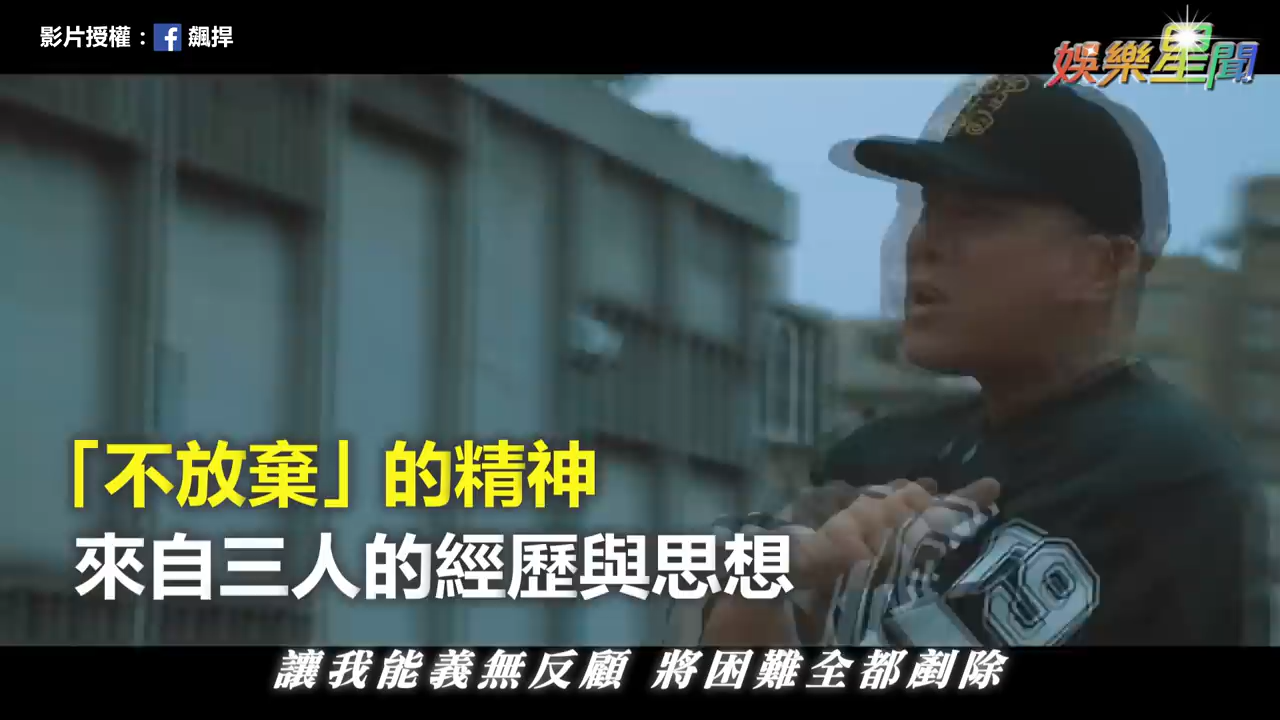 影片授權：飆捍
娛樂星聞
「不放棄」的精神
來自三人的經歷與思想
讓我能義無反顧 將困難全都剷除